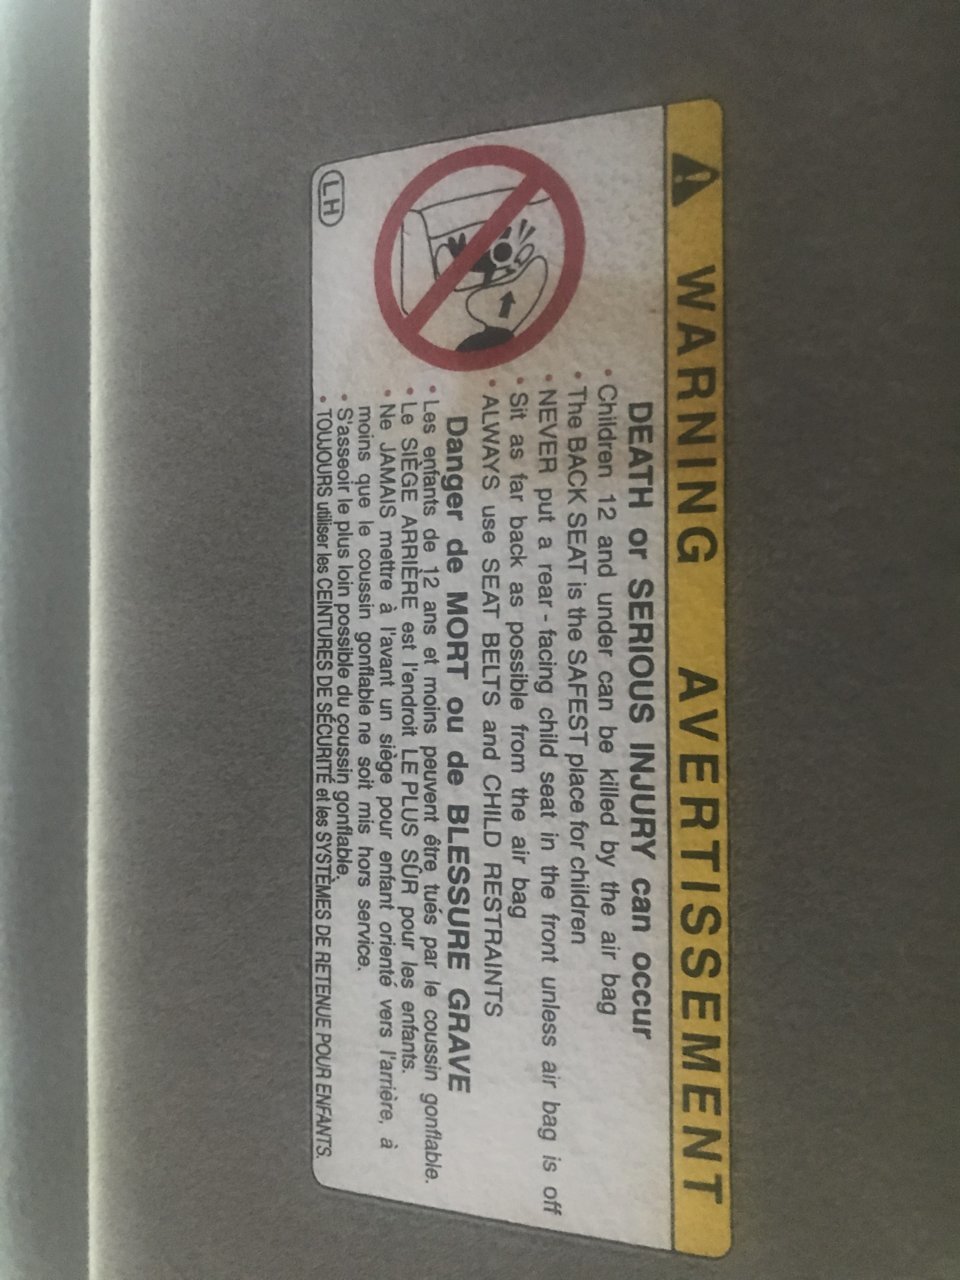 WARNING AVERTISSEMENT
DEATH or SERIOUS INJURY can occur
• Children 12 and under can be killed by the air bag
• The BACK SEAT is the SAFEST place for children
• NEVER put a rear - facing child seat in the front unless air bag is off
• Sit as far back as possible from the air bag
• ALWAYS use SEAT BELTS and CHILD RESTRAINTS
Danger de MORT ou de BLESSURE GRAVE
• Les enfants de 12 ans et moins peuvent être tués par le coussin gonflable.
• Le SIÈGE ARRIÈRE est l'endroit LE PLUS SÛR pour les enfants.
• Ne JAMAIS mettre à l'avant un siège pour enfant orienté vers l'arrière, à
moins que le coussin gonflable ne soit mis hors service.
• S'asseoir le plus loin possible du coussin gonflable.
• TOUJOURS utiliser les CEINTURES DE SÉCURITÉ et les SYSTÈMES DE RETENUE POUR ENFANTS.
LH